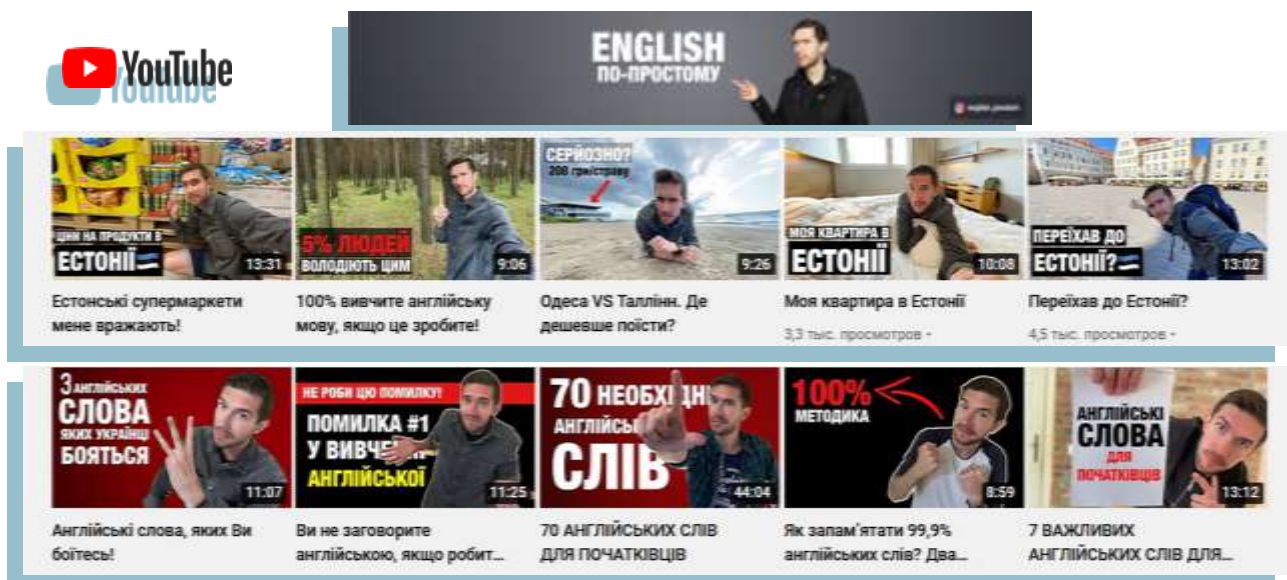 YouTube
YouTube
ENGLISH
ПО-ПРОСТОМУ
ЦІНИ НА ПРОДУКТИ В
ЕСТОНІЇ
13:31
5% ЛЮДЕЙ
ВОЛОДІЮТЬ ЦИМ
9:06
СЕРЙОЗНО?
208 грн/страву
9:26
МОЯ КВАРТИРА В
ЕСТОНІЇ
10:08
ПЕРЕЇХАВ ДО
ЕСТОНІЇ?
13:02
Естонські супермаркети
мене вражають!
100% вивчите англійську
мову, якщо це зробите!
Одеса VS Таллінн. Де
дешевше поїсти?
Моя квартира в Естонії
3,3 тыс. просмотров •
Переїхав до Естонії?
4,5 тыс. просмотров •
3 АНГЛІЙСЬКИХ
СЛОВА
ЯКИХ УКРАЇНЦІ
БОЯТЬСЯ
11:07
НЕ РОБИ ЦЮ ПОМИЛКУ!
ПОМИЛКА #1
У ВИВЧЕ
АНГЛІЙСЬКОЇ
11:25
70 НЕОБХІДН
АНГЛІЙСЬ
СЛІВ
44:04
100%
МЕТОДИКА
8:59
АНГЛІЙСЬКІ
СЛОВА
ДЛЯ
ПОЧАТКІВЦІВ
13:12
Англійські слова, яких Ви
боїтесь!
Ви не заговорите
англійською, якщо робит...
70 АНГЛІЙСЬКИХ СЛІВ
ДЛЯ ПОЧАТКІВЦІВ
Як запам'ятати 99,9%
англійських слів? Два...
7 ВАЖЛИВИХ
АНГЛІЙСЬКИХ СЛІВ ДЛЯ...